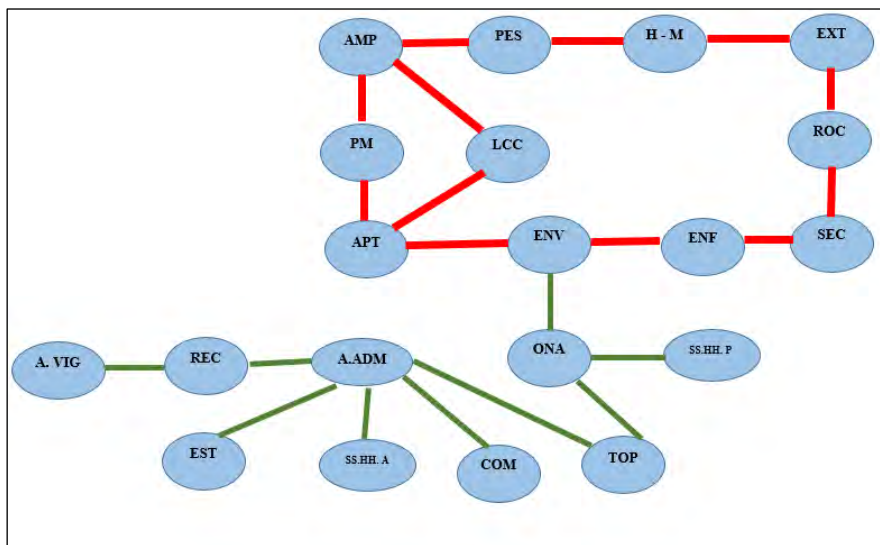 AMP
PES
H - M
EXT
PM
LCC
ROC
APT
ENV
ENF
SEC
A. VIG
REC
A.ADM
ONA
SS.HH. P
EST
SS.HH. A
COM
TOP